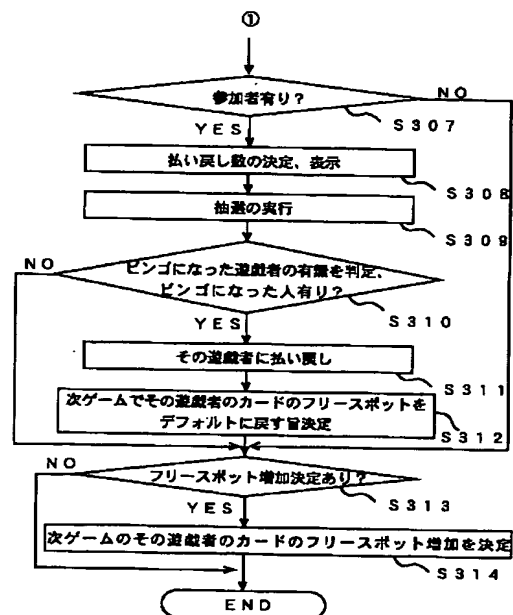 ①
参加者有り?
NO
YES
S307
払い戻し数の決定、表示
S308
抽選の実行
S309
NO
ビンゴになった遊戯者の有無を判定、
ビンゴになった人有り?
YES
S310
その遊戯者に払い戻し
S311
次ゲームでその遊戯者のカードのフリースポットを
デフォルトに戻す旨決定
S312
NO
フリースポット増加決定あり?
YES
S313
次ゲームのその遊戯者のカードのフリースポット増加を決定
S314
END